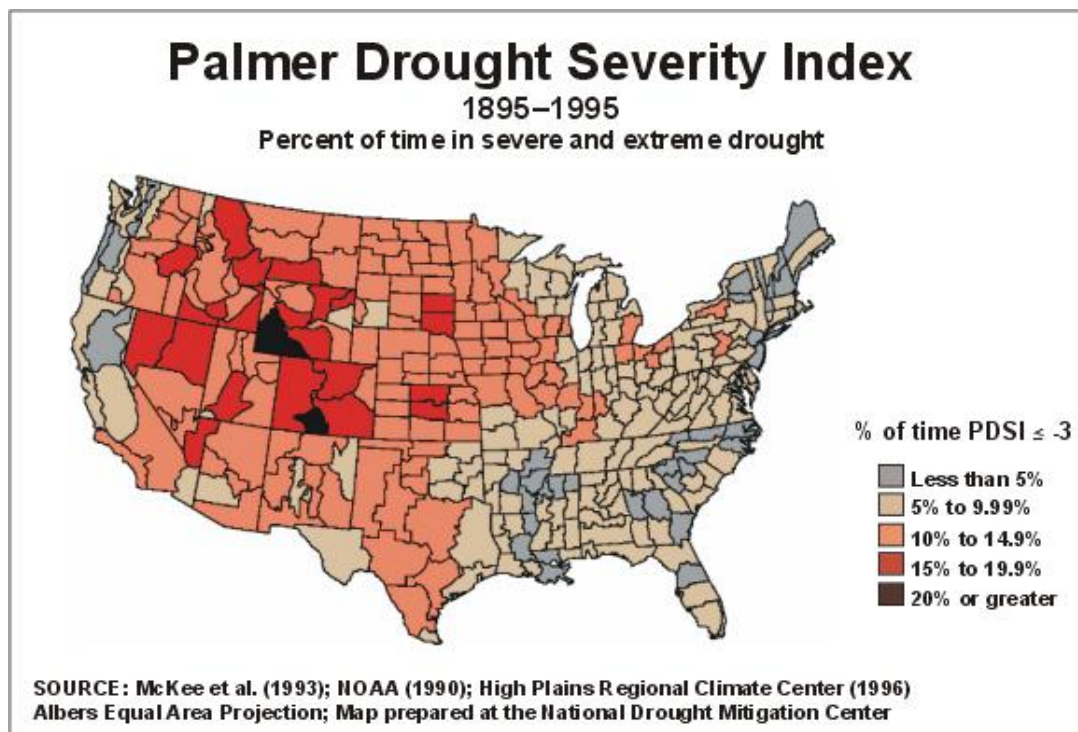 Palmer Drought Severity Index
1895–1995
Percent of time in severe and extreme drought
% of time PDSI ≤ -3
Less than 5%
5% to 9.99%
10% to 14.9%
15% to 19.9%
20% or greater
SOURCE: McKee et al. (1993); NOAA (1990); High Plains Regional Climate Center (1996)
Albers Equal Area Projection; Map prepared at the National Drought Mitigation Center